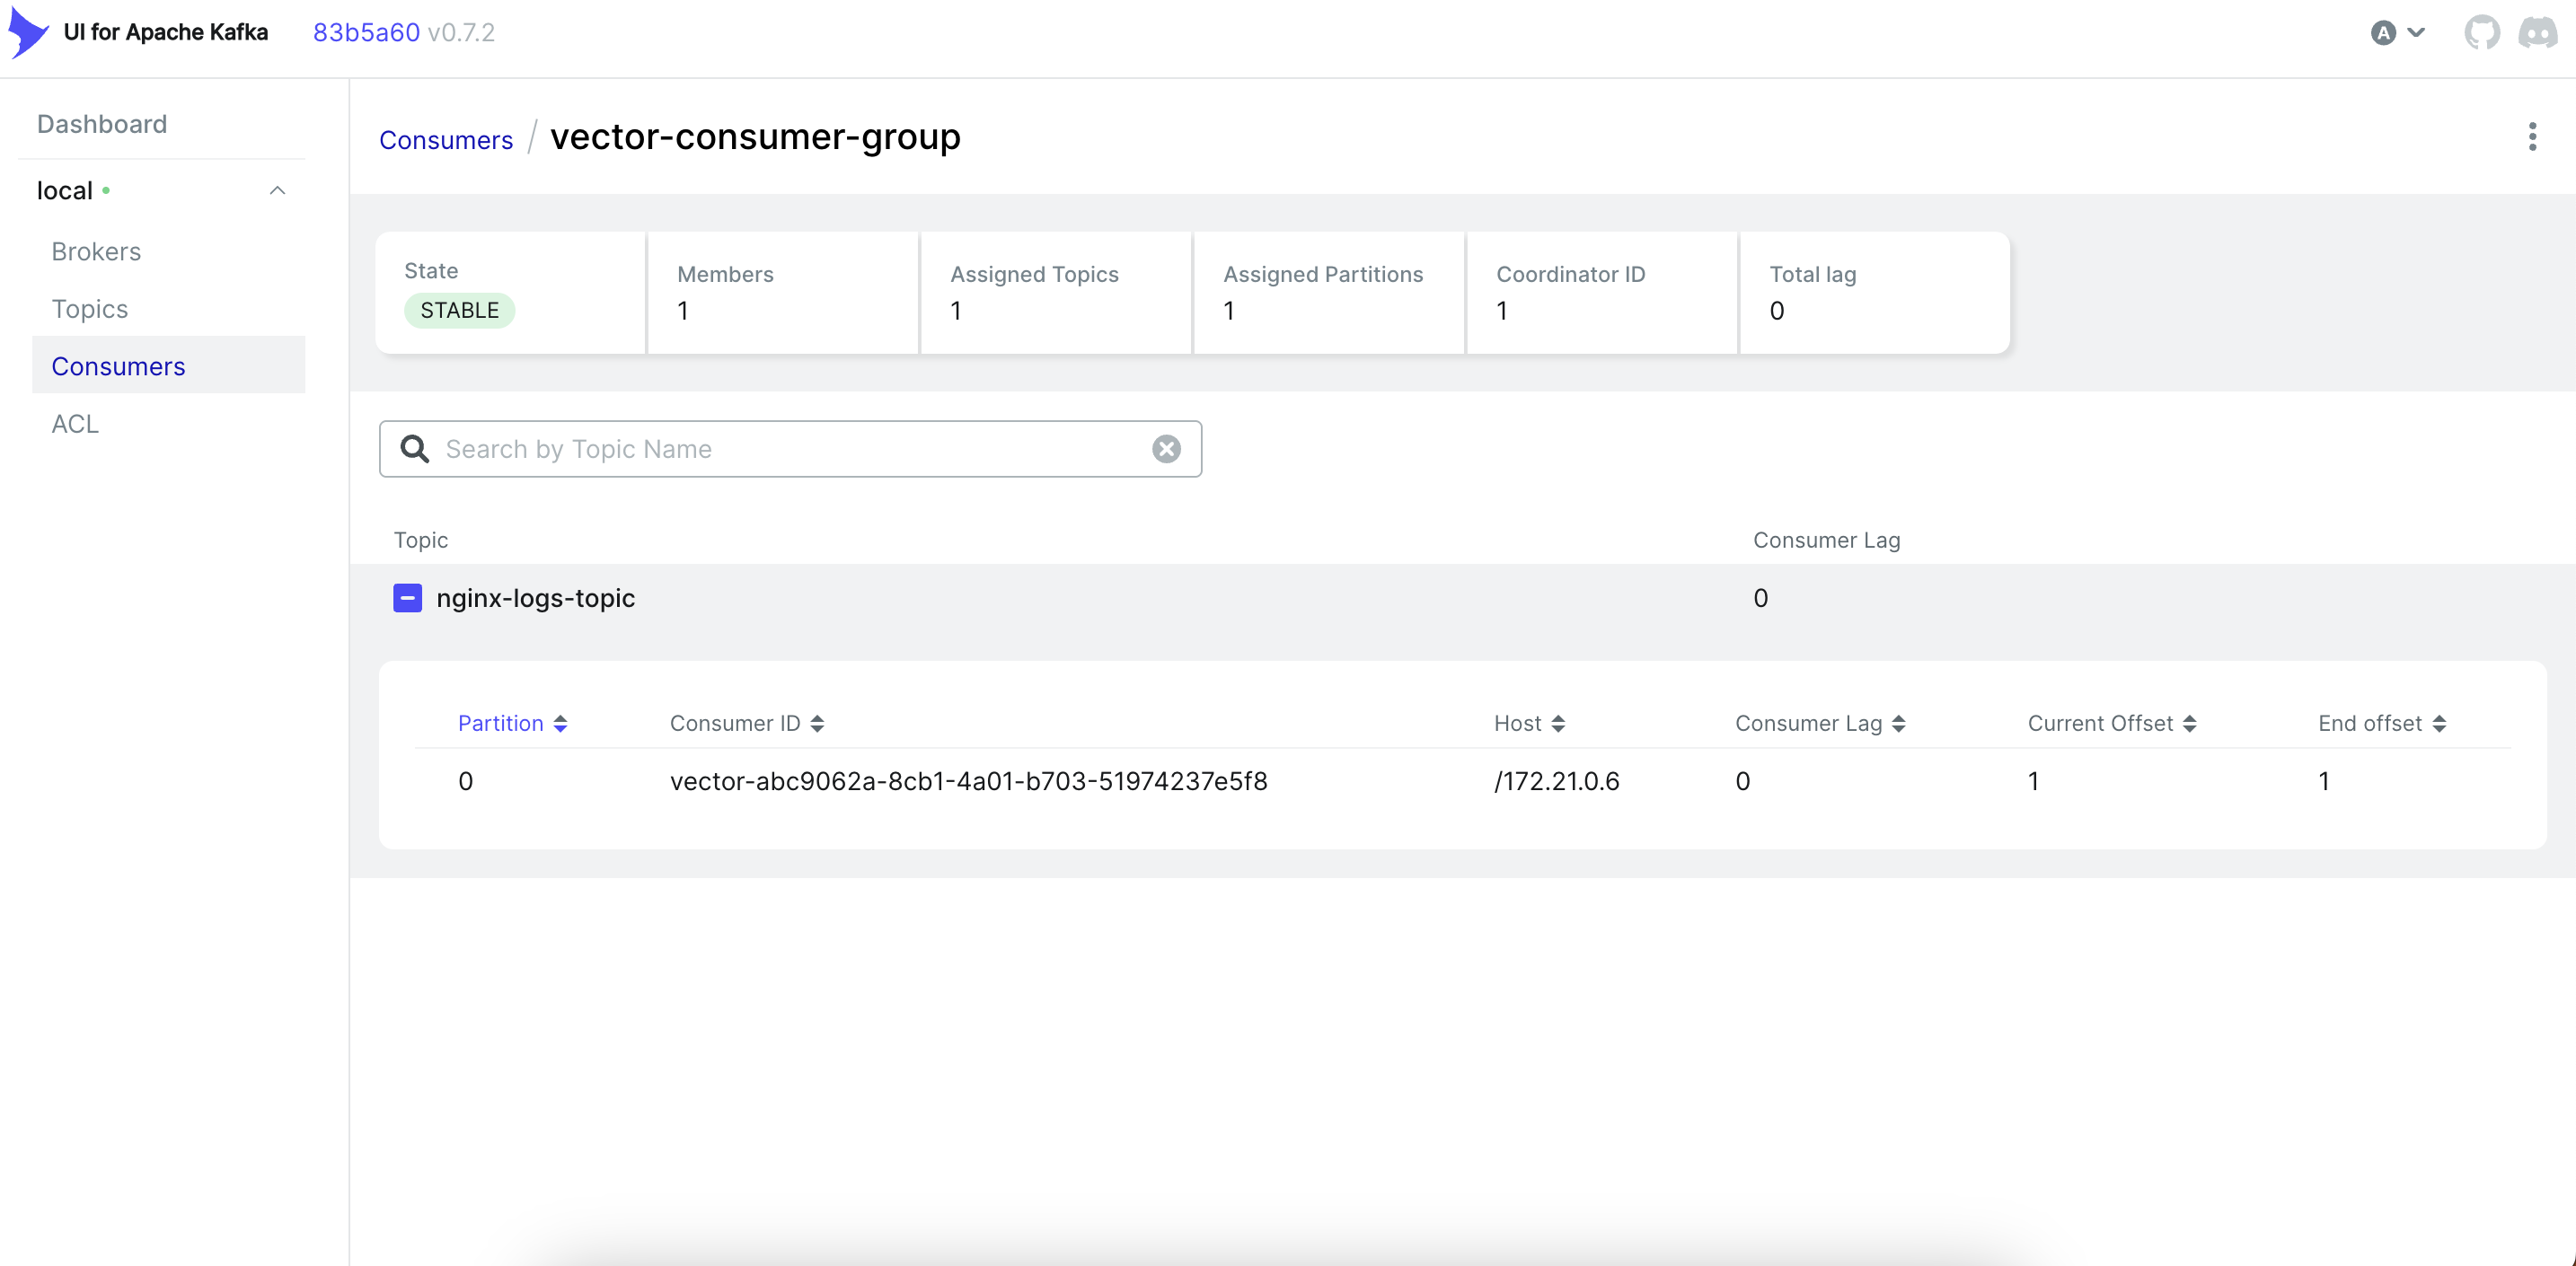 UI for Apache Kafka 83b5a60 v0.7.2 A
Dashboard
local
Brokers
Topics
Consumers
ACL
Consumers / vector-consumer-group
State Members Assigned Topics Assigned Partitions Coordinator ID Total lag
STABLE 1 1 1 1 0
Search by Topic Name
Topic Consumer Lag
nginx-logs-topic 0
Partition Consumer ID Host Consumer Lag Current Offset End offset
0 vector-abc9062a-8cb1-4a01-b703-51974237e5f8 /172.21.0.6 0 1 1